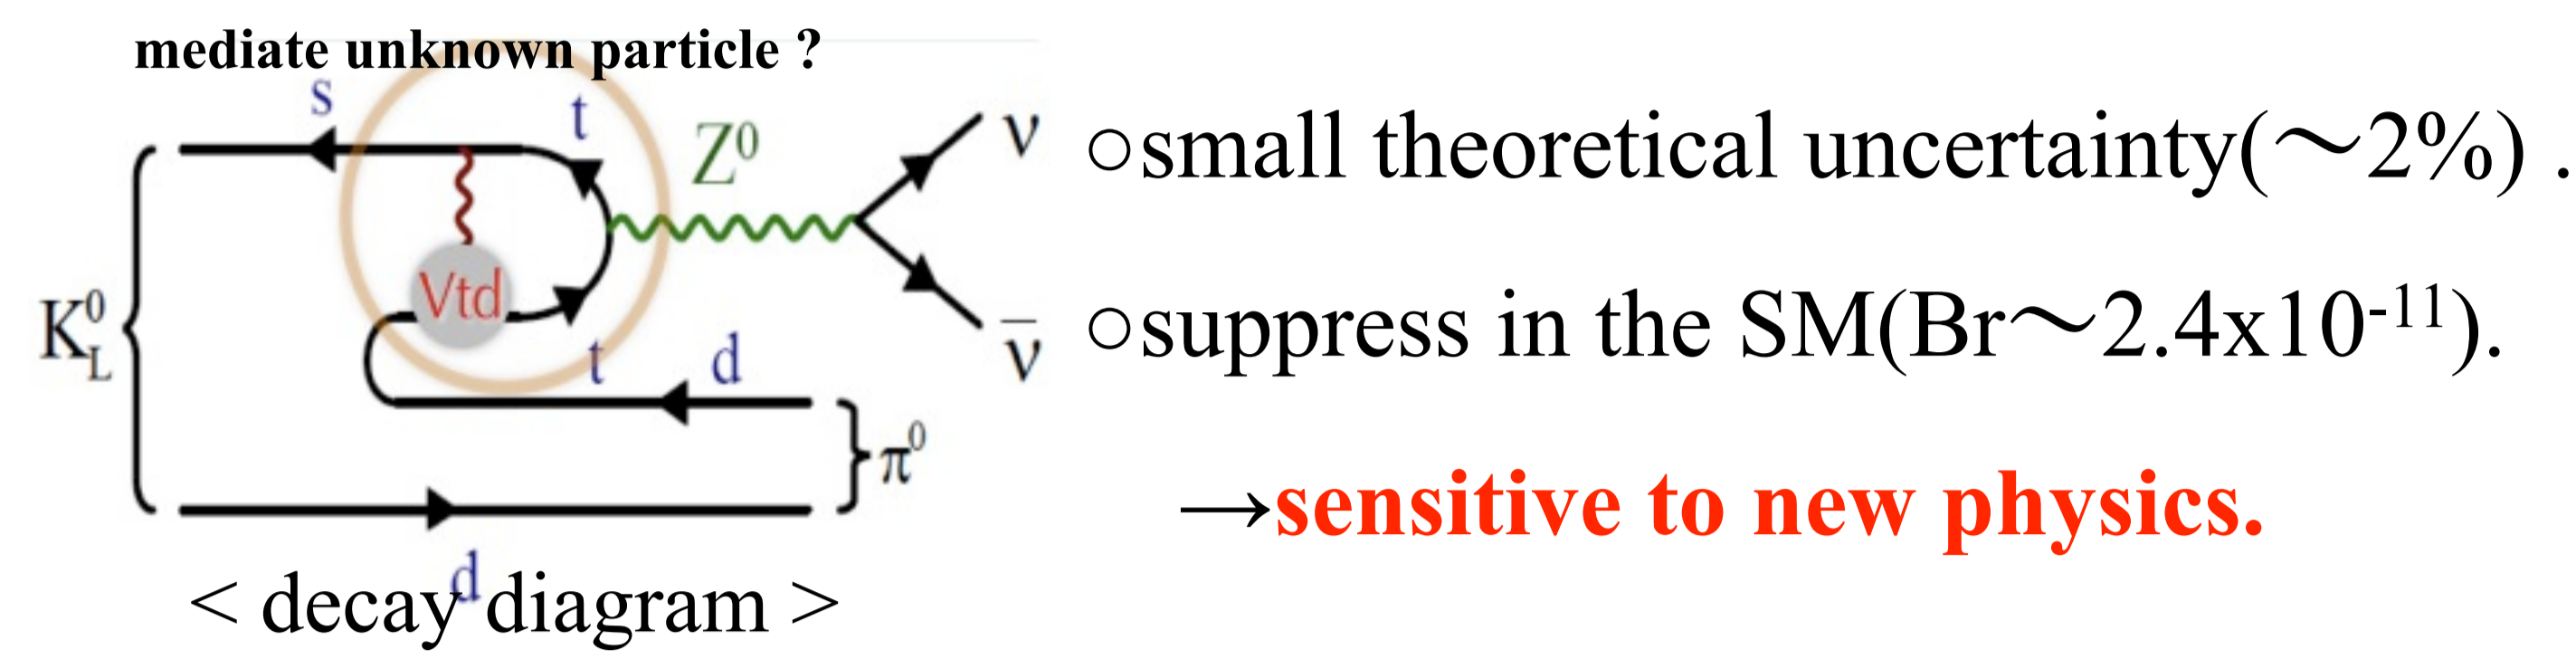 mediate unknown particle ?
s
t
Z⁰
ν
Vtd
K⁰L
t
d
ν̅
π⁰
d
< decay diagram >
○small theoretical uncertainty(～2%) .
○suppress in the SM(Br～2.4x10⁻¹¹).
→sensitive to new physics.